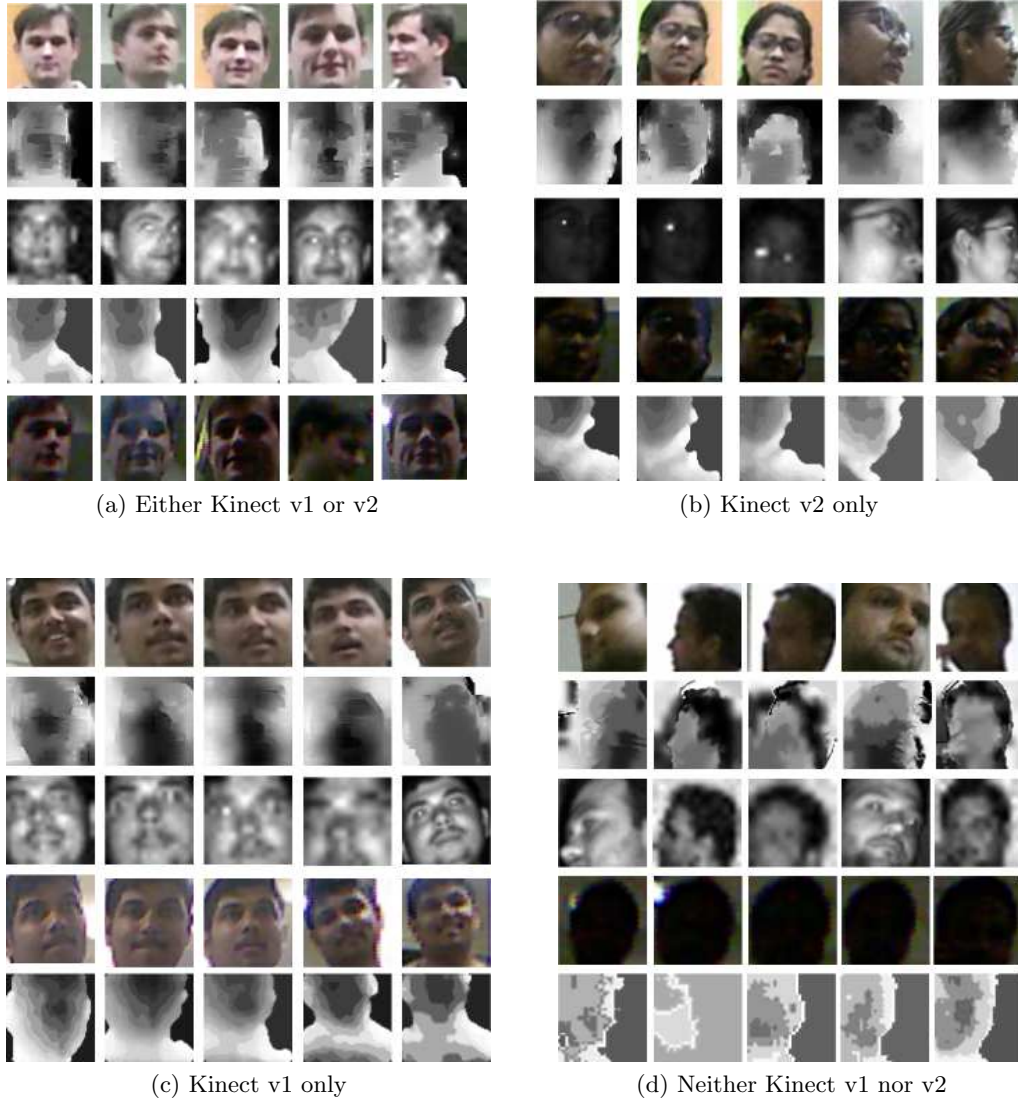 (a) Either Kinect v1 or v2
(b) Kinect v2 only
(c) Kinect v1 only
(d) Neither Kinect v1 nor v2